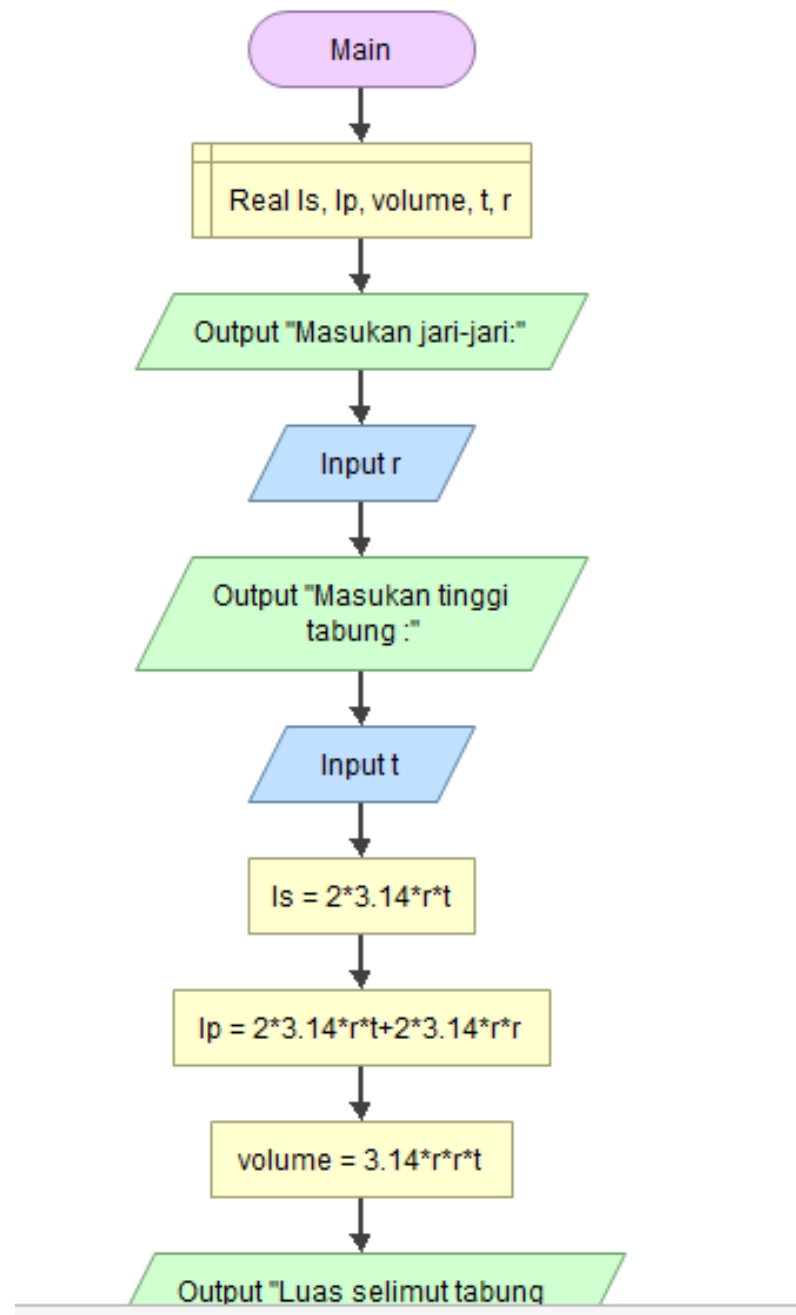 Main
Real ls, lp, volume, t, r
Output "Masukan jari-jari:"
Input r
Output "Masukan tinggi
tabung :"
Input t
ls = 2*3.14*r*t
lp = 2*3.14*r*t+2*3.14*r*r
volume = 3.14*r*r*t
Output "Luas selimut tabung